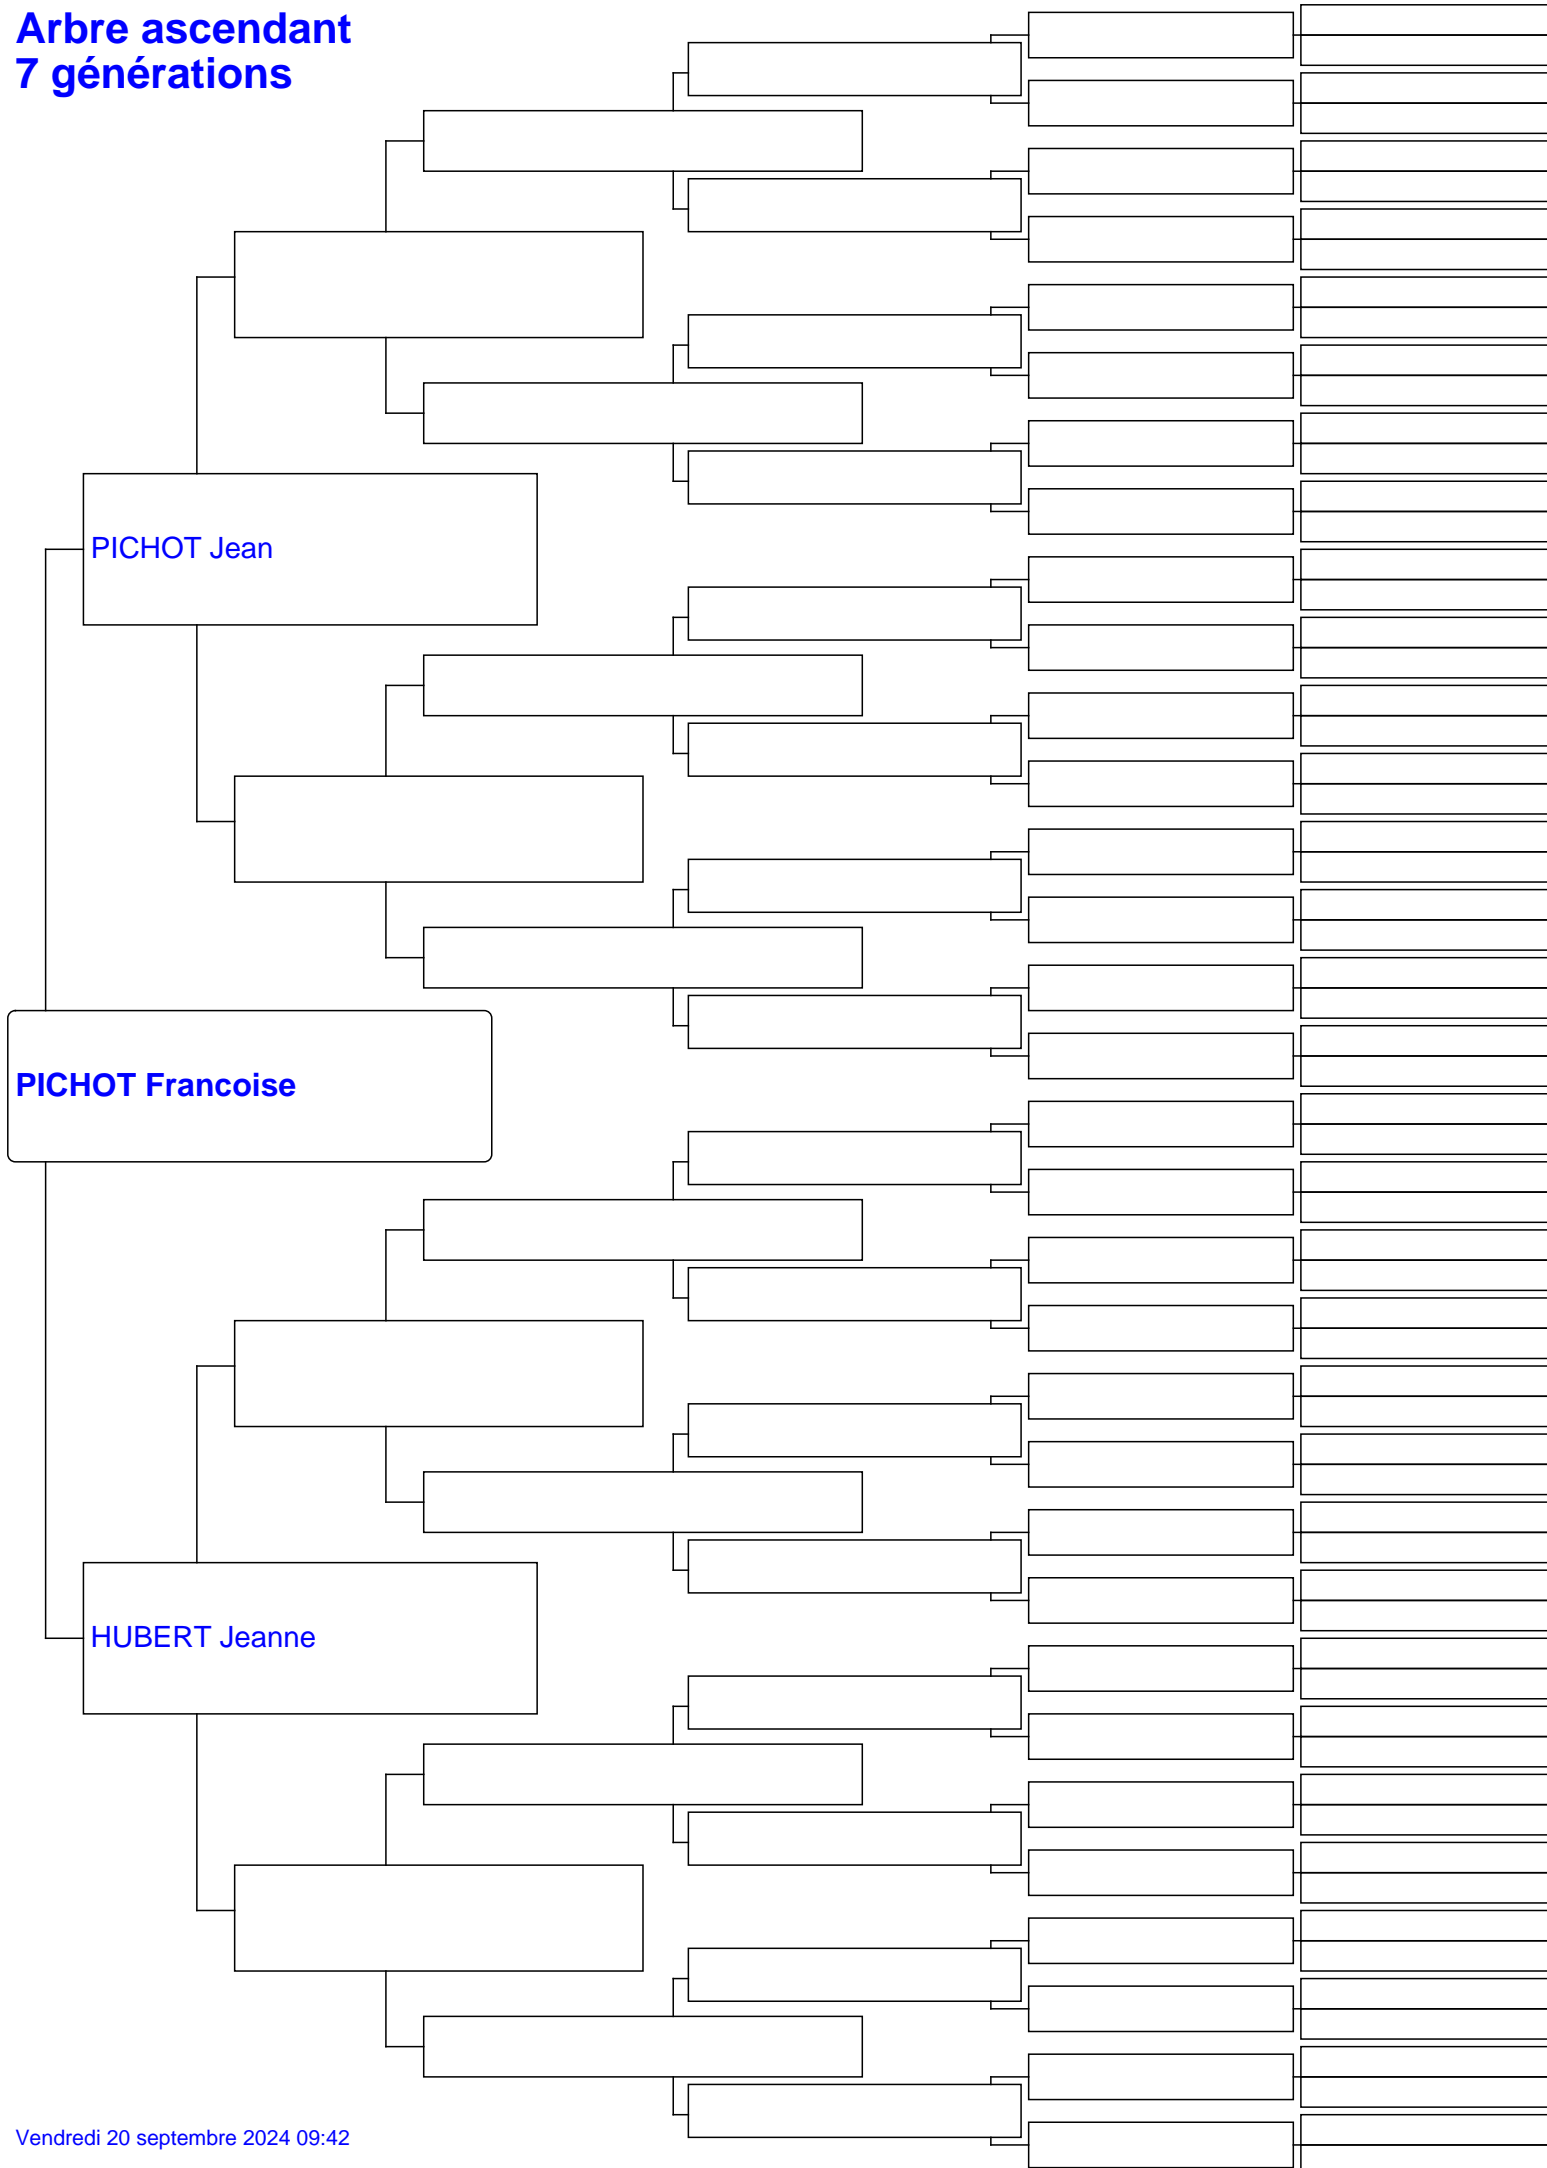 Arbre ascendant
7 générations
PICHOT Jean
PICHOT Francoise
HUBERT Jeanne
Vendredi 20 septembre 2024 09:42